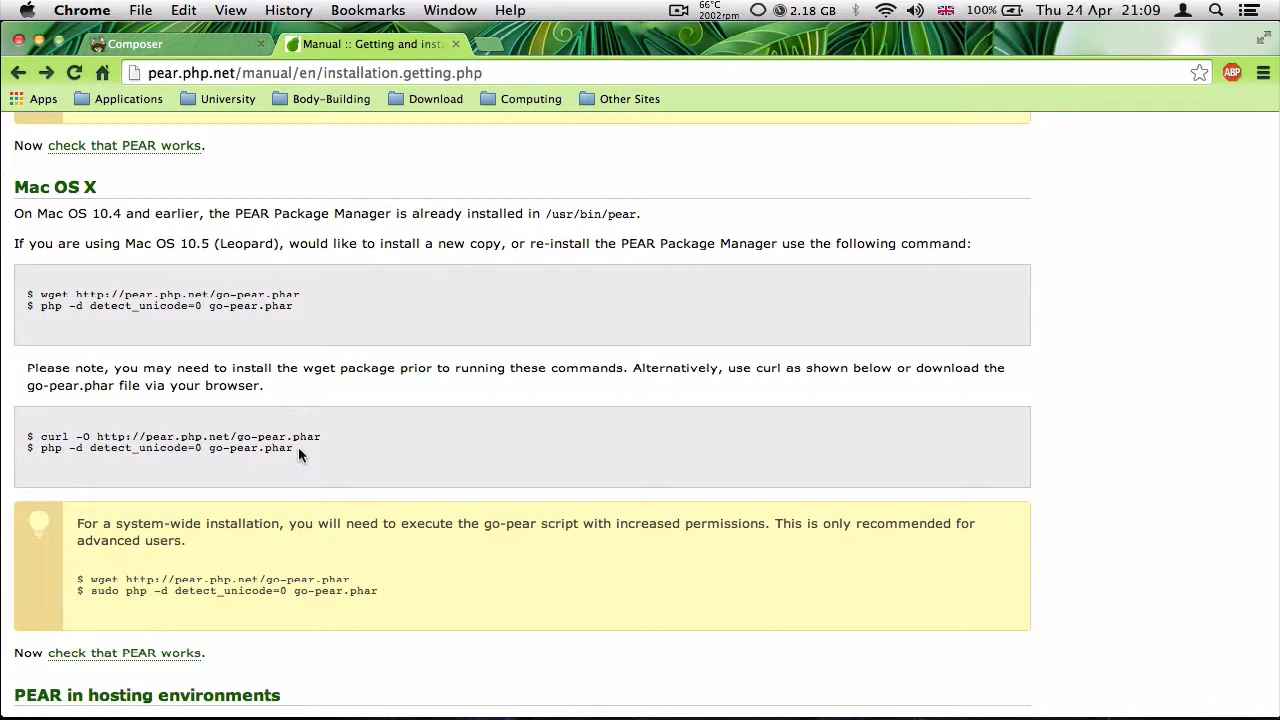 Chrome File Edit View History Bookmarks Window Help 66°C 2002rpm 2.18 GB 100% Thu 24 Apr 21:09
Composer Manual :: Getting and inst
pear.php.net/manual/en/installation.getting.php ABP
Apps Applications University Body-Building Download Computing Other Sites
Now check that PEAR works.
Mac OS X
On Mac OS 10.4 and earlier, the PEAR Package Manager is already installed in /usr/bin/pear.
If you are using Mac OS 10.5 (Leopard), would like to install a new copy, or re-install the PEAR Package Manager use the following command:
$ wget http://pear.php.net/go-pear.phar
$ php -d detect_unicode=0 go-pear.phar
Please note, you may need to install the wget package prior to running these commands. Alternatively, use curl as shown below or download the
go-pear.phar file via your browser.
$ curl -O http://pear.php.net/go-pear.phar
$ php -d detect_unicode=0 go-pear.phar
For a system-wide installation, you will need to execute the go-pear script with increased permissions. This is only recommended for
advanced users.
$ wget http://pear.php.net/go-pear.phar
$ sudo php -d detect_unicode=0 go-pear.phar
Now check that PEAR works.
PEAR in hosting environments